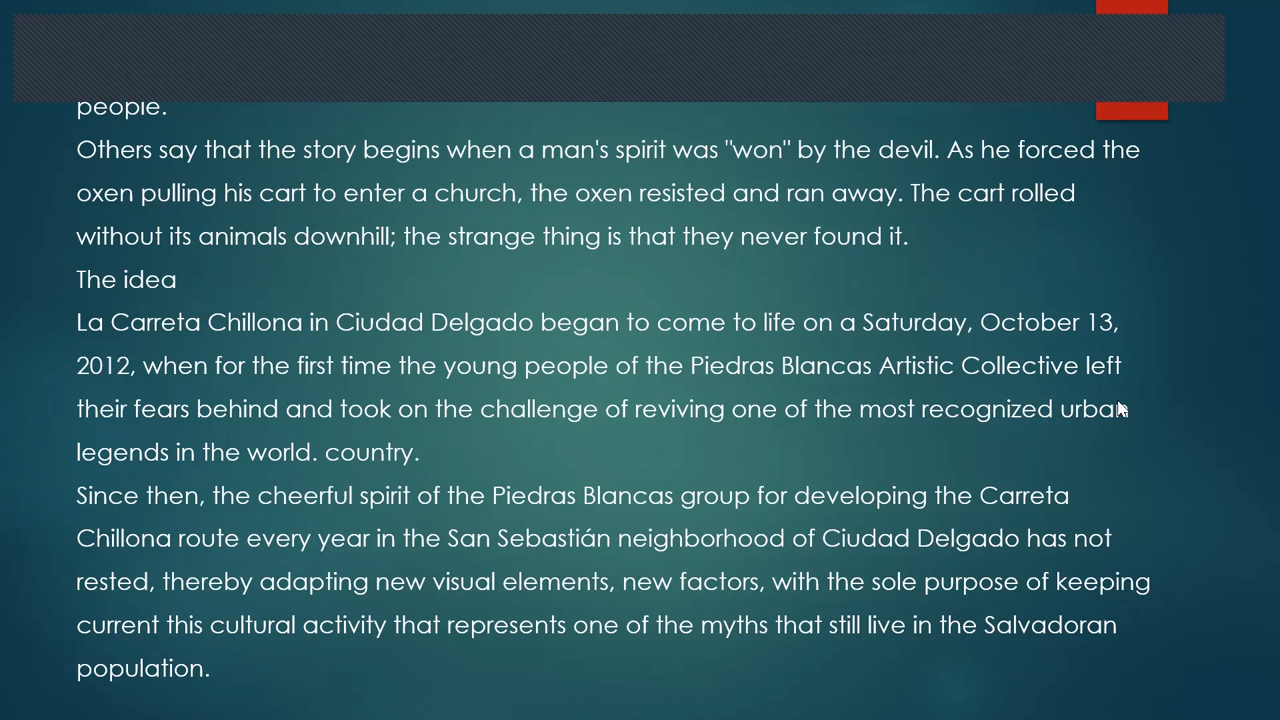 people.
Others say that the story begins when a man's spirit was "won" by the devil. As he forced the
oxen pulling his cart to enter a church, the oxen resisted and ran away. The cart rolled
without its animals downhill; the strange thing is that they never found it.
The idea
La Carreta Chillona in Ciudad Delgado began to come to life on a Saturday, October 13,
2012, when for the first time the young people of the Piedras Blancas Artistic Collective left
their fears behind and took on the challenge of reviving one of the most recognized urban
legends in the world. country.
Since then, the cheerful spirit of the Piedras Blancas group for developing the Carreta
Chillona route every year in the San Sebastián neighborhood of Ciudad Delgado has not
rested, thereby adapting new visual elements, new factors, with the sole purpose of keeping
current this cultural activity that represents one of the myths that still live in the Salvadoran
population.